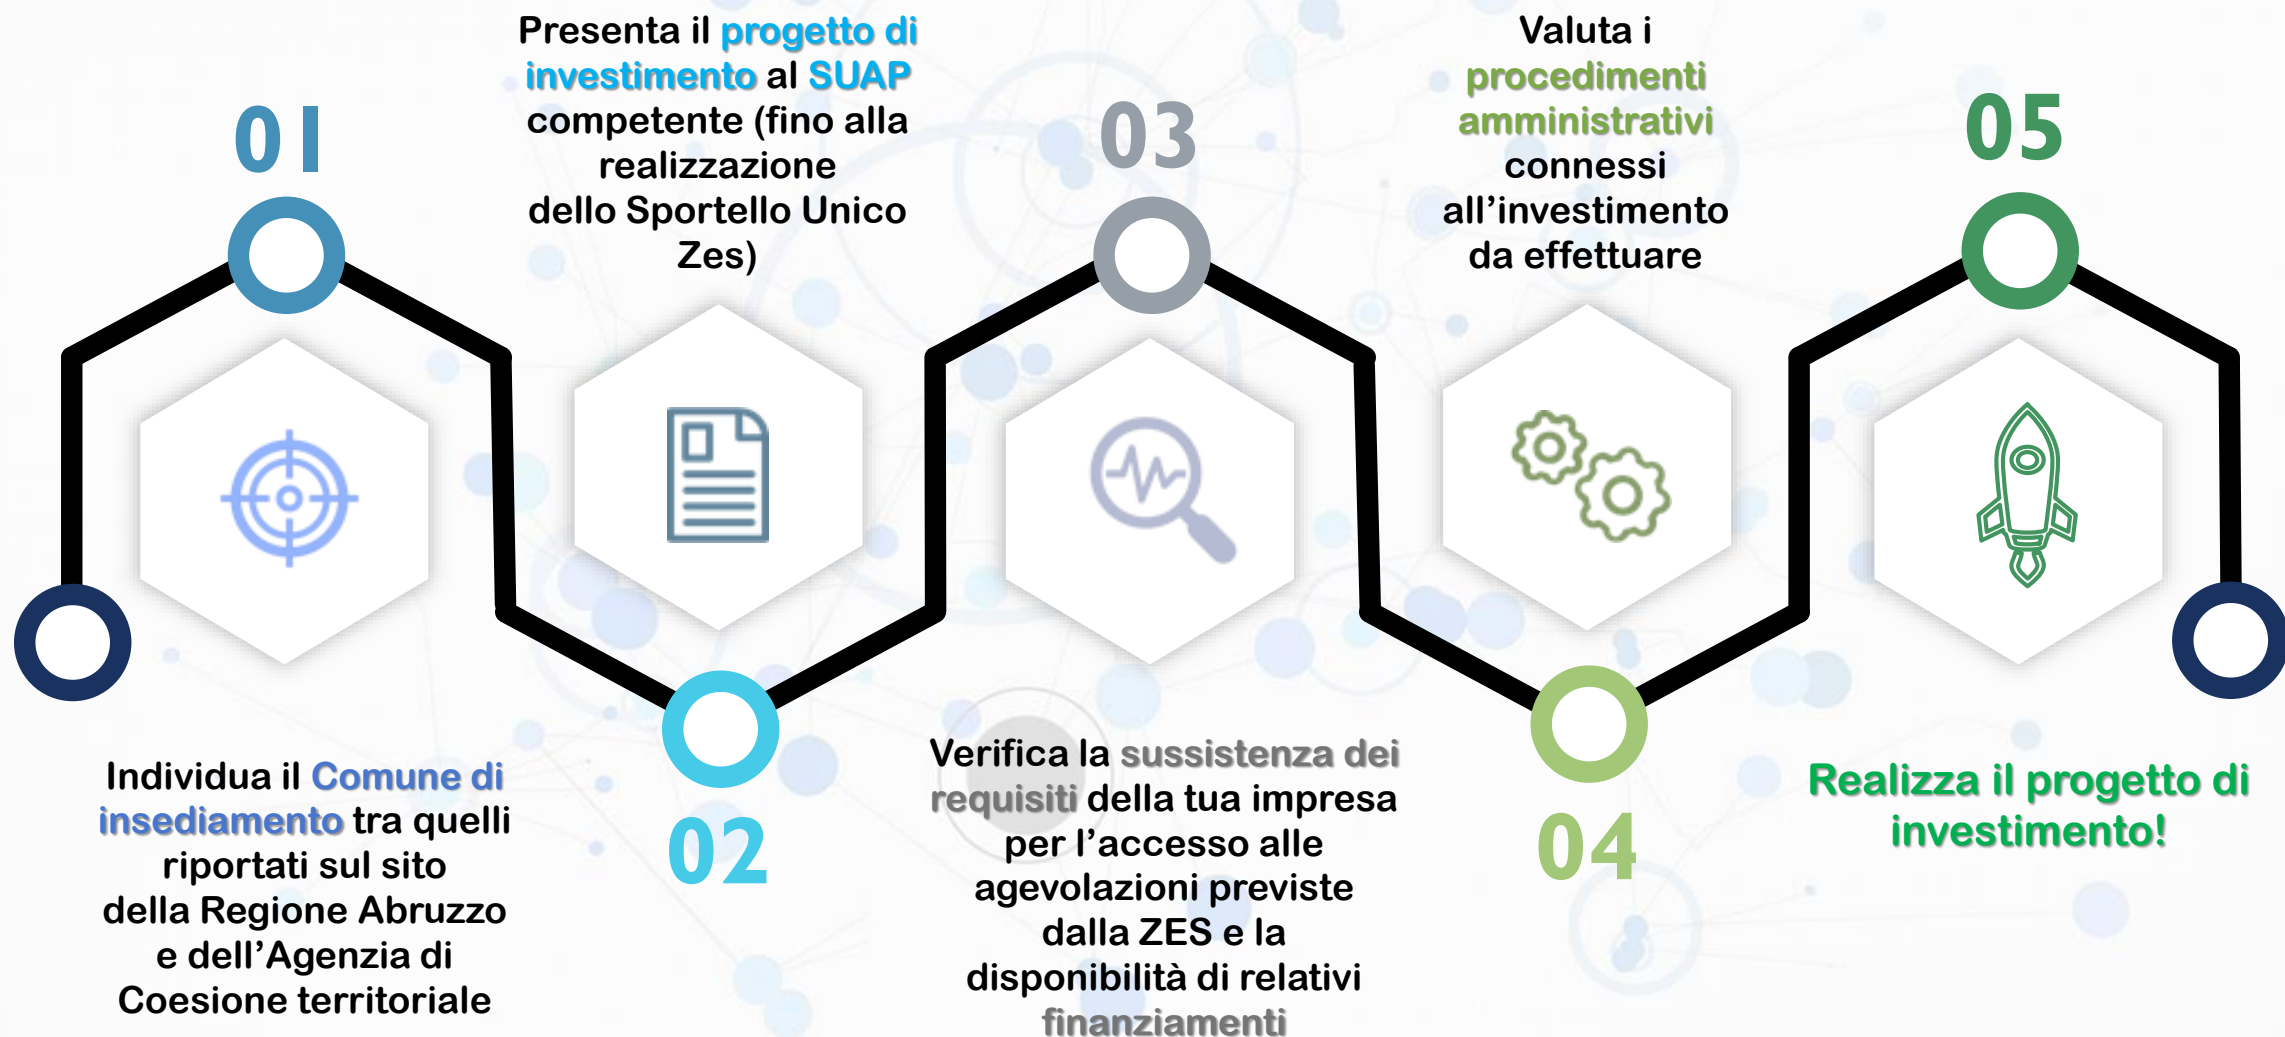 01
Individua il Comune di
insediamento tra quelli
riportati sul sito
della Regione Abruzzo
e dell'Agenzia di
Coesione territoriale
Presenta il progetto di
investimento al SUAP
competente (fino alla
realizzazione
dello Sportello Unico
Zes)
02
03
Verifica la sussistenza dei
requisiti della tua impresa
per l'accesso alle
agevolazioni previste
dalla ZES e la
disponibilità di relativi
finanziamenti
Valuta i
procedimenti
amministrativi
connessi
all'investimento
da effettuare
04
05
Realizza il progetto di
investimento!